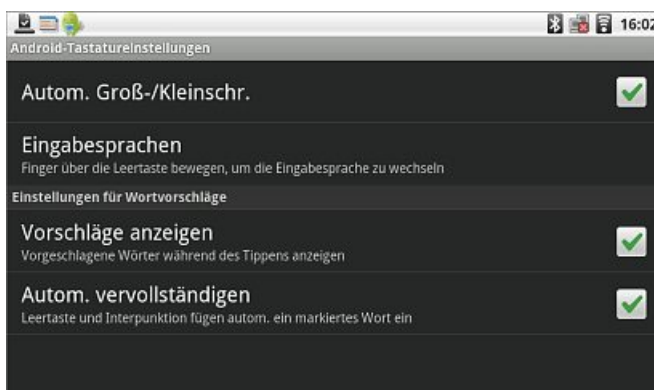 16:02
Android-Tastatureinstellungen
Autom. Groß-/Kleinschr.
Eingabesprachen
Finger über die Leertaste bewegen, um die Eingabesprache zu wechseln
Einstellungen für Wortvorschläge
Vorschläge anzeigen
Vorgeschlagene Wörter während des Tippens anzeigen
Autom. vervollständigen
Leertaste und Interpunktion fügen autom. ein markiertes Wort ein